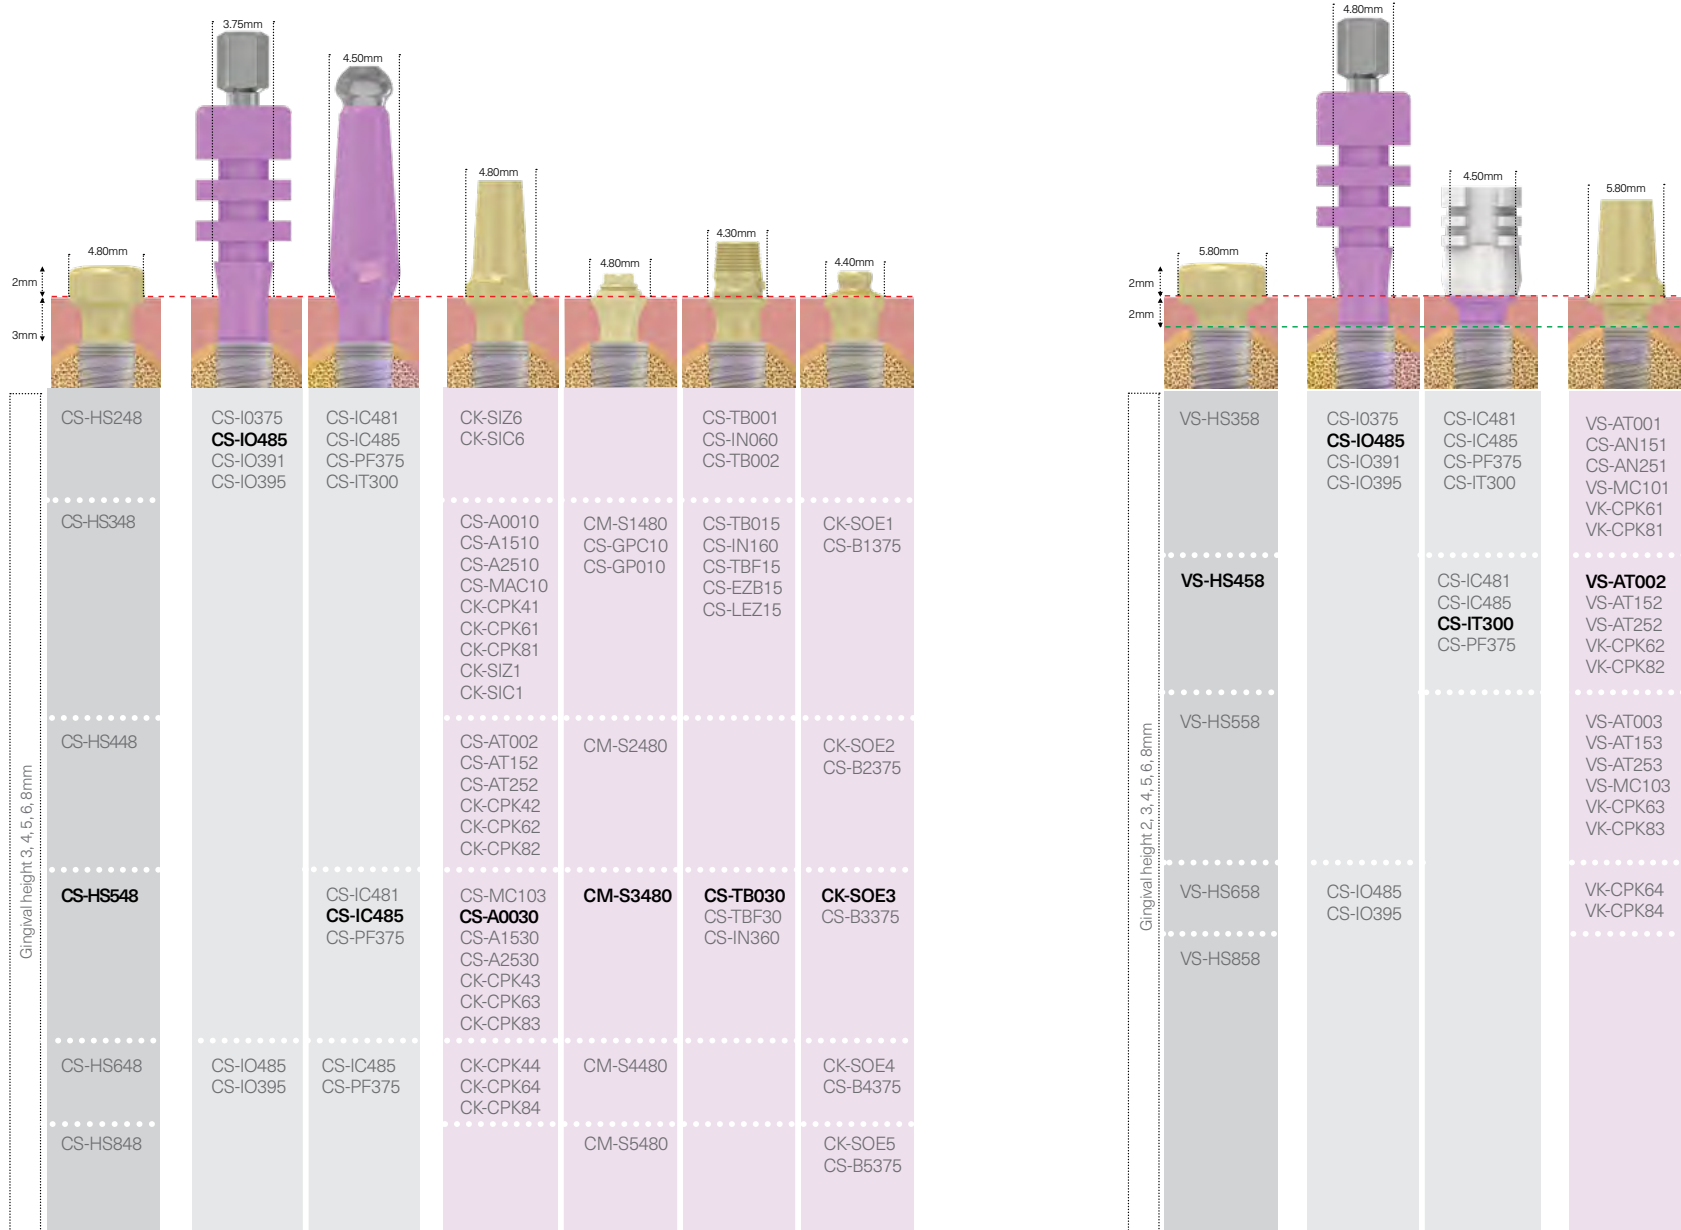 3.75mm
4.50mm
4.80mm
4.80mm
4.80mm
4.30mm
4.40mm
2mm
3mm
Gingival height 3, 4, 5, 6, 8mm
CS-HS248
CS-HS348
CS-HS448
CS-HS548
CS-HS648
CS-HS848
CS-I0375
CS-IO485
CS-IO391
CS-IO395
CS-IO485
CS-IO395
CS-IC481
CS-IC485
CS-PF375
CS-IT300
CS-IC481
CS-IC485
CS-PF375
CS-IC485
CS-PF375
CK-SIZ6
CK-SIC6
CS-A0010
CS-A1510
CS-A2510
CS-MAC10
CK-CPK41
CK-CPK61
CK-CPK81
CK-SIZ1
CK-SIC1
CS-AT002
CS-AT152
CS-AT252
CK-CPK42
CK-CPK62
CK-CPK82
CS-MC103
CS-A0030
CS-A1530
CS-A2530
CK-CPK43
CK-CPK63
CK-CPK83
CK-CPK44
CK-CPK64
CK-CPK84
CM-S1480
CS-GPC10
CS-GP010
CM-S2480
CM-S3480
CM-S4480
CM-S5480
CS-TB001
CS-IN060
CS-TB002
CS-TB015
CS-IN160
CS-TBF15
CS-EZB15
CS-LEZ15
CS-TB030
CS-TBF30
CS-IN360
CK-SOE1
CS-B1375
CK-SOE2
CS-B2375
CK-SOE3
CS-B3375
CK-SOE4
CS-B4375
CK-SOE5
CS-B5375
4.80mm
4.50mm
5.80mm
5.80mm
2mm
2mm
Gingival height 2, 3, 4, 5, 6, 8mm
VS-HS358
VS-HS458
VS-HS558
VS-HS658
VS-HS858
CS-I0375
CS-IO485
CS-IO391
CS-IO395
CS-IO485
CS-IO395
CS-IC481
CS-IC485
CS-PF375
CS-IT300
CS-IC481
CS-IC485
CS-IT300
CS-PF375
VS-AT001
CS-AN151
CS-AN251
VS-MC101
VK-CPK61
VK-CPK81
VS-AT002
VS-AT152
VS-AT252
VK-CPK62
VK-CPK82
VS-AT003
VS-AT153
VS-AT253
VS-MC103
VK-CPK63
VK-CPK83
VK-CPK64
VK-CPK84